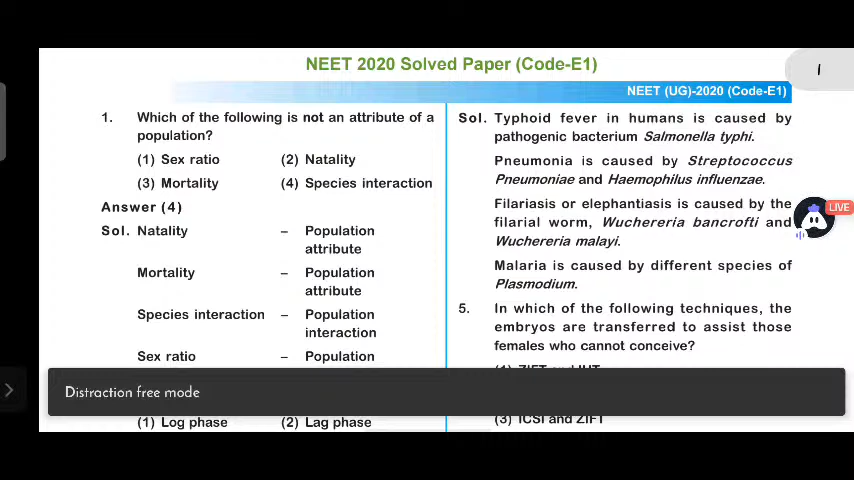 NEET 2020 Solved Paper (Code-E1)
1
NEET (UG)-2020 (Code-E1)
1. Which of the following is not an attribute of a
population?
(1) Sex ratio (2) Natality
(3) Mortality (4) Species interaction
Answer (4)
Sol. Natality – Population
attribute
Mortality – Population
attribute
Species interaction – Population
interaction
Sex ratio – Population
(1) Log phase (2) Lag phase
Sol. Typhoid fever in humans is caused by
pathogenic bacterium Salmonella typhi.
Pneumonia is caused by Streptococcus
Pneumoniae and Haemophilus influenzae.
Filariasis or elephantiasis is caused by the
filarial worm, Wuchereria bancrofti and
Wuchereria malayi.
Malaria is caused by different species of
Plasmodium.
5. In which of the following techniques, the
embryos are transferred to assist those
females who cannot conceive?
(1) ZIFT and IUT
(3) ICSI and ZIFT
LIVE
Distraction free mode